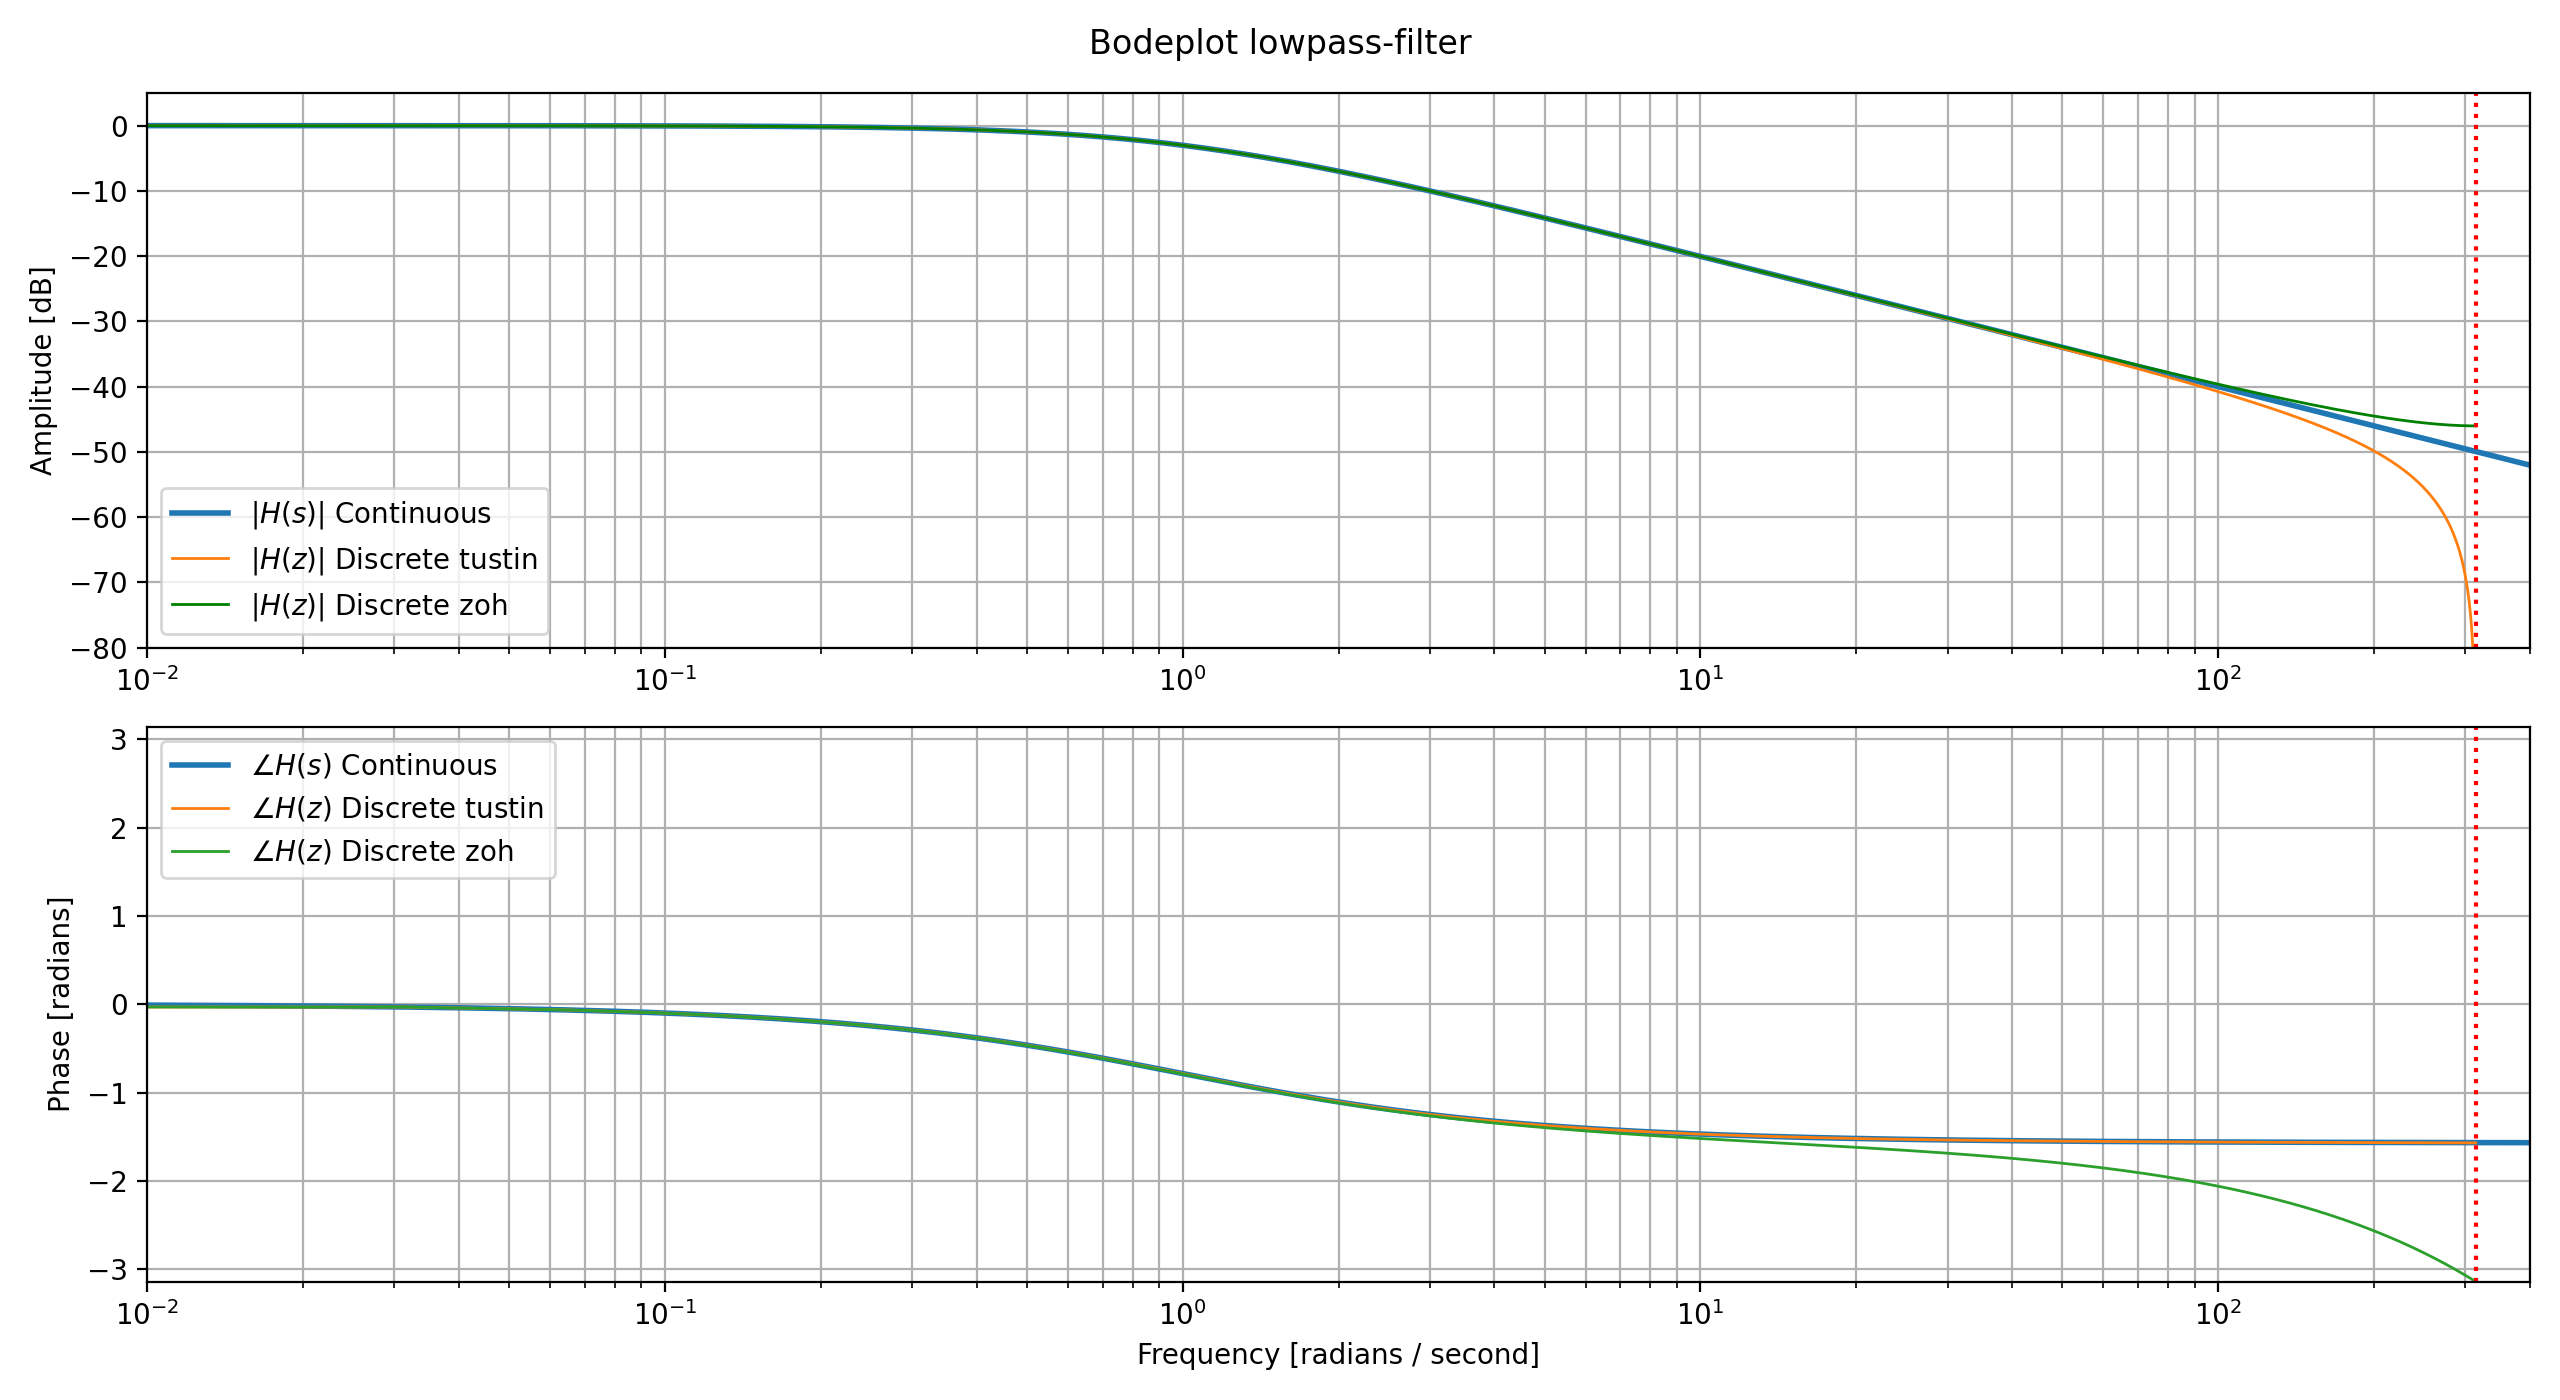 Bodeplot lowpass-filter
Amplitude [dB]
0
−10
−20
−30
−40
−50
−60
−70
−80
|H(s)| Continuous
|H(z)| Discrete tustin
|H(z)| Discrete zoh
10⁻² 10⁻¹ 10⁰ 10¹ 10²
Phase [radians]
3
2
1
0
−1
−2
−3
∠H(s) Continuous
∠H(z) Discrete tustin
∠H(z) Discrete zoh
10⁻² 10⁻¹ 10⁰ 10¹ 10²
Frequency [radians / second]